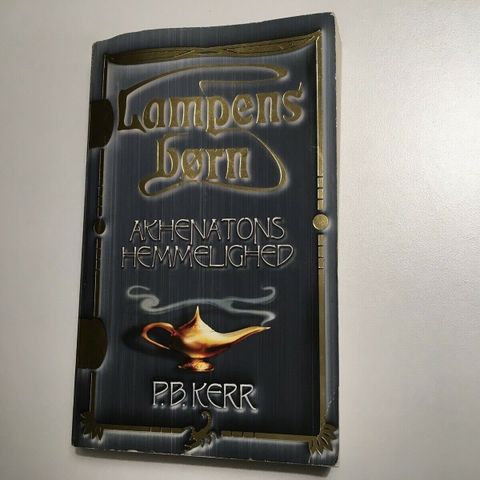 Lampens
børn
AKHENATONS
HEMMELIGHED
P.B. KERR